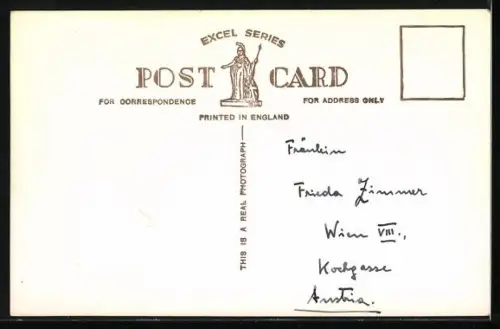 EXCEL SERIES
POST CARD
FOR CORRESPONDENCE FOR ADDRESS ONLY
PRINTED IN ENGLAND
THIS IS A REAL PHOTOGRAPH
Fräulein
Frieda Zimmer
Wien VIII.,
Kochgasse
Austria.